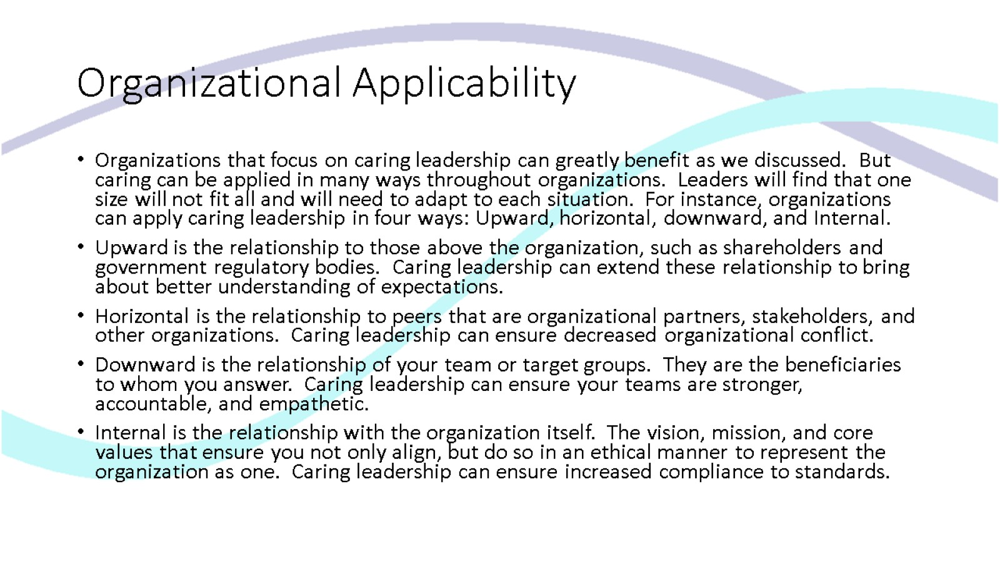 Organizational Applicability
• Organizations that focus on caring leadership can greatly benefit as we discussed.  But
caring can be applied in many ways throughout organizations.  Leaders will find that one
size will not fit all and will need to adapt to each situation.  For instance, organizations
can apply caring leadership in four ways: Upward, horizontal, downward, and Internal.
• Upward is the relationship to those above the organization, such as shareholders and
government regulatory bodies.  Caring leadership can extend these relationship to bring
about better understanding of expectations.
• Horizontal is the relationship to peers that are organizational partners, stakeholders, and
other organizations.  Caring leadership can ensure decreased organizational conflict.
• Downward is the relationship of your team or target groups.  They are the beneficiaries
to whom you answer.  Caring leadership can ensure your teams are stronger,
accountable, and empathetic.
• Internal is the relationship with the organization itself.  The vision, mission, and core
values that ensure you not only align, but do so in an ethical manner to represent the
organization as one.  Caring leadership can ensure increased compliance to standards.